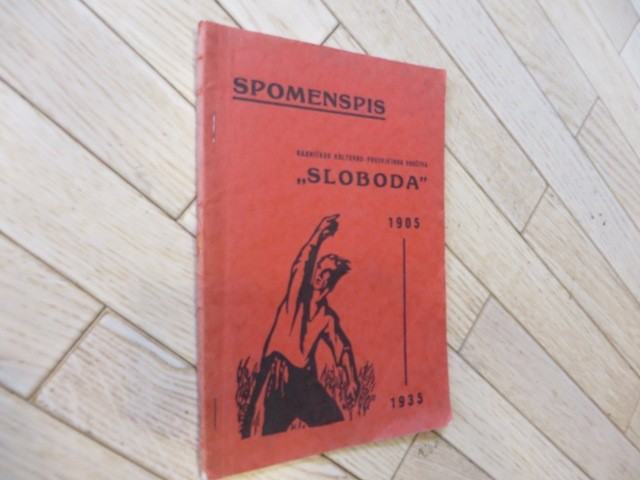 SPOMENSPIS
RADNIČKOG KULTURNO-PROSVJETNOG DRUŠTVA
„SLOBODA”
1905
1935